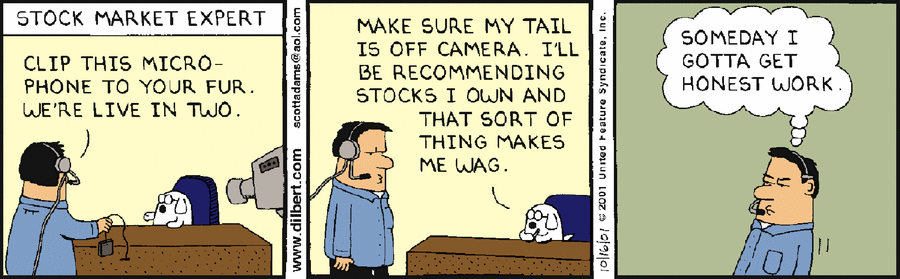 STOCK MARKET EXPERT
CLIP THIS MICRO-
PHONE TO YOUR FUR.
WE'RE LIVE IN TWO.
www.dilbert.com scottadams@aol.com
MAKE SURE MY TAIL
IS OFF CAMERA. I'LL
BE RECOMMENDING
STOCKS I OWN AND
THAT SORT OF
THING MAKES
ME WAG.
10/16/01 © 2001 United Feature Syndicate, Inc.
SOMEDAY I
GOTTA GET
HONEST WORK.